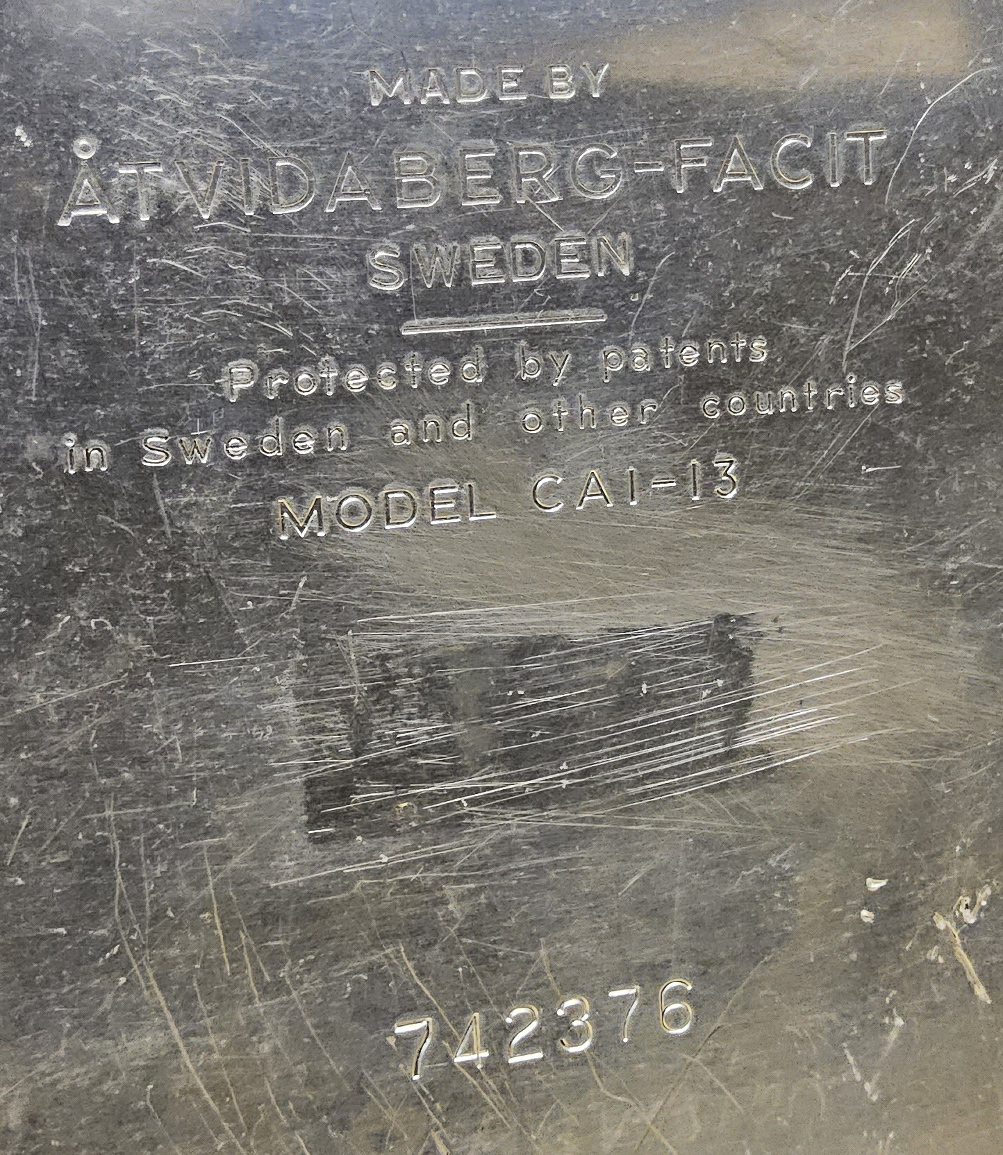 MADE BY
ÅTVIDABERG-FACIT
SWEDEN
Protected by patents
in Sweden and other countries
MODEL CA1-13
742376